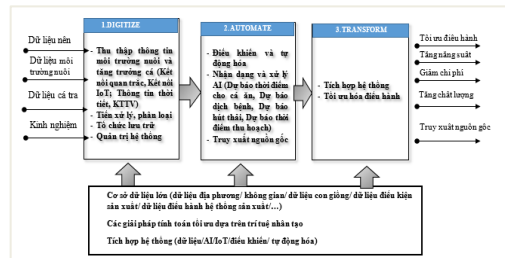 Dữ liệu nền
Dữ liệu môi
trường nuôi
Dữ liệu cá tra
Kinh nghiệm
1.DIGITIZE
- Thu thập thông tin
môi trường nuôi và
tăng trưởng cá (Kết
nối quan trắc, Kết nối
IoT; Thông tin thời
tiết, KTTV)
- Tiền xử lý, phân loại
- Tổ chức lưu trữ
- Quản trị hệ thống
2.AUTOMATE
- Điều khiển và tự
động hóa
- Nhận dạng và xử lý
AI (Dự báo thời điểm
cho cá ăn, Dự báo
dịch bệnh, Dự báo
hút thải, Dự báo thời
điểm thu hoạch)
- Truy xuất nguồn gốc
3.TRANSFORM
- Tích hợp hệ thống
- Tối ưu hóa điều hành
Tối ưu điều hành
Tăng năng suất
Giảm chi phí
Tăng chất lượng
Truy xuất nguồn gốc
Cơ sở dữ liệu lớn (dữ liệu địa phương/ không gian/ dữ liệu con giống/ dữ liệu điều kiện
sản xuất/ dữ liệu điều hành hệ thống sản xuất/...)
Các giải pháp tính toán tối ưu dựa trên trí tuệ nhân tạo
Tích hợp hệ thống (dữ liệu/AI/IoT/điều khiển/ tự động hóa)